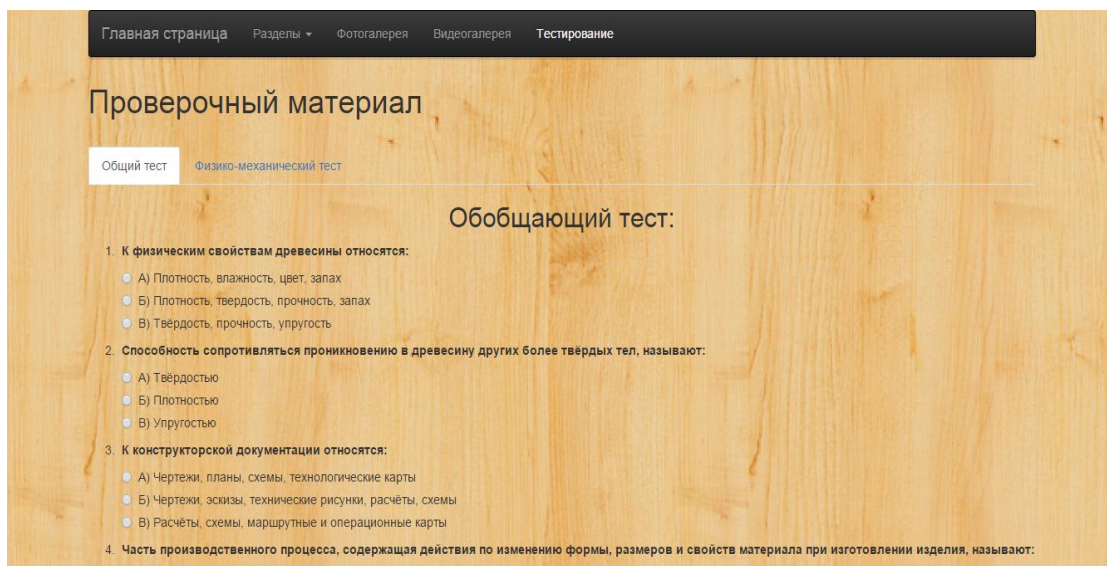 Главная страница Разделы Фотогалерея Видеогалерея Тестирование
Проверочный материал
Общий тест Физико-механический тест
Обобщающий тест:
1. К физическим свойствам древесины относятся:
А) Плотность, влажность, цвет, запах
Б) Плотность, твердость, прочность, запах
В) Твёрдость, прочность, упругость
2. Способность сопротивляться проникновению в древесину других более твёрдых тел, называют:
А) Твёрдостью
Б) Плотностью
В) Упругостью
3. К конструкторской документации относятся:
А) Чертежи, планы, схемы, технологические карты
Б) Чертежи, эскизы, технические рисунки, расчёты, схемы
В) Расчёты, схемы, маршрутные и операционные карты
4. Часть производственного процесса, содержащая действия по изменению формы, размеров и свойств материала при изготовлении изделия, называют: